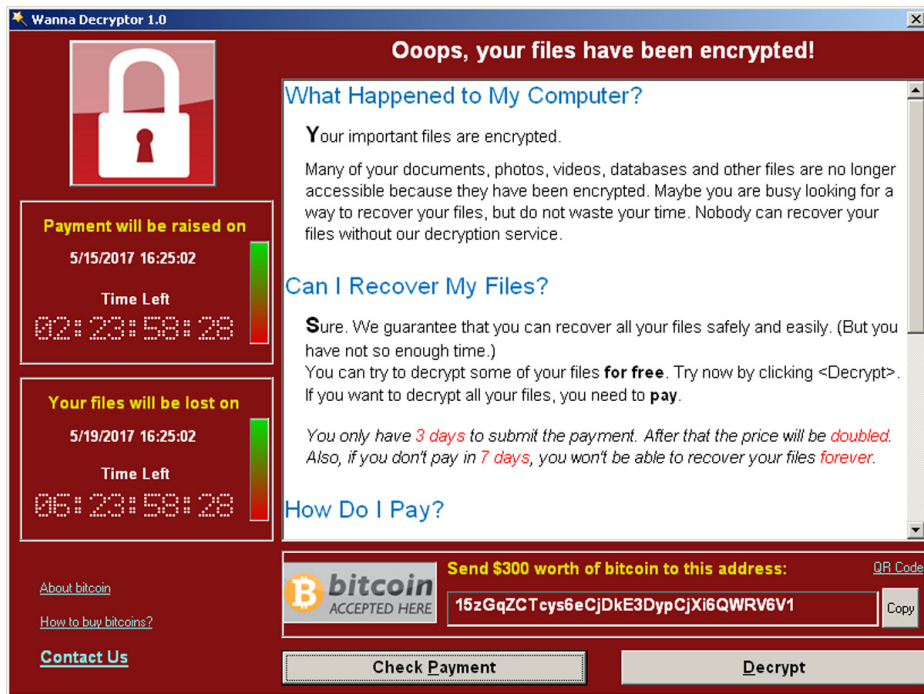 Wanna Decryptor 1.0
Ooops, your files have been encrypted!
Payment will be raised on
5/15/2017 16:25:02
Time Left
02:23:58:28
Your files will be lost on
5/19/2017 16:25:02
Time Left
06:23:58:28
About bitcoin
How to buy bitcoins?
Contact Us
What Happened to My Computer?
Your important files are encrypted.
Many of your documents, photos, videos, databases and other files are no longer
accessible because they have been encrypted. Maybe you are busy looking for a
way to recover your files, but do not waste your time. Nobody can recover your
files without our decryption service.
Can I Recover My Files?
Sure. We guarantee that you can recover all your files safely and easily. (But you
have not so enough time.)
You can try to decrypt some of your files for free. Try now by clicking <Decrypt>.
If you want to decrypt all your files, you need to pay.
You only have 3 days to submit the payment. After that the price will be doubled.
Also, if you don't pay in 7 days, you won't be able to recover your files forever.
How Do I Pay?
bitcoin
ACCEPTED HERE
Send $300 worth of bitcoin to this address:
QR Code
15zGqZCTcys6eCjDkE3DypCjXi6QWRV6V1
Copy
Check Payment
Decrypt